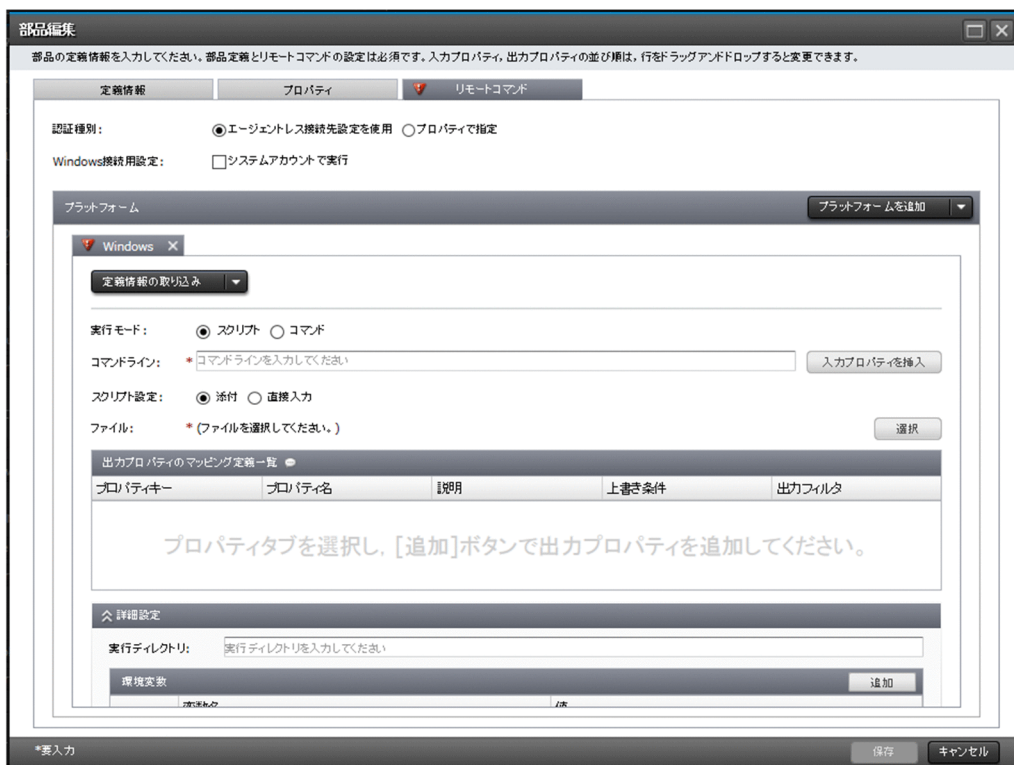 部品編集
部品の定義情報を入力してください。部品定義とリモートコマンドの設定は必須です。入力プロパティ,出力プロパティの並び順は,行をドラッグアンドドロップすると変更できます。
定義情報 プロパティ リモートコマンド
認証種別: エージェントレス接続先設定を使用 プロパティで指定
Windows接続用設定: システムアカウントで実行
プラットフォーム プラットフォームを追加
Windows
定義情報の取り込み
実行モード: スクリプト コマンド
コマンドライン: *コマンドラインを入力してください 入力プロパティを挿入
スクリプト設定: 添付 直接入力
ファイル: *(ファイルを選択してください。) 選択
出力プロパティのマッピング定義一覧
プロパティキー プロパティ名 説明 上書き条件 出力フィルタ
プロパティタブを選択し, [追加]ボタンで出力プロパティを追加してください。
詳細設定
実行ディレクトリ: 実行ディレクトリを入力してください
環境変数 追加
変数名 値
*要入力 保存 キャンセル